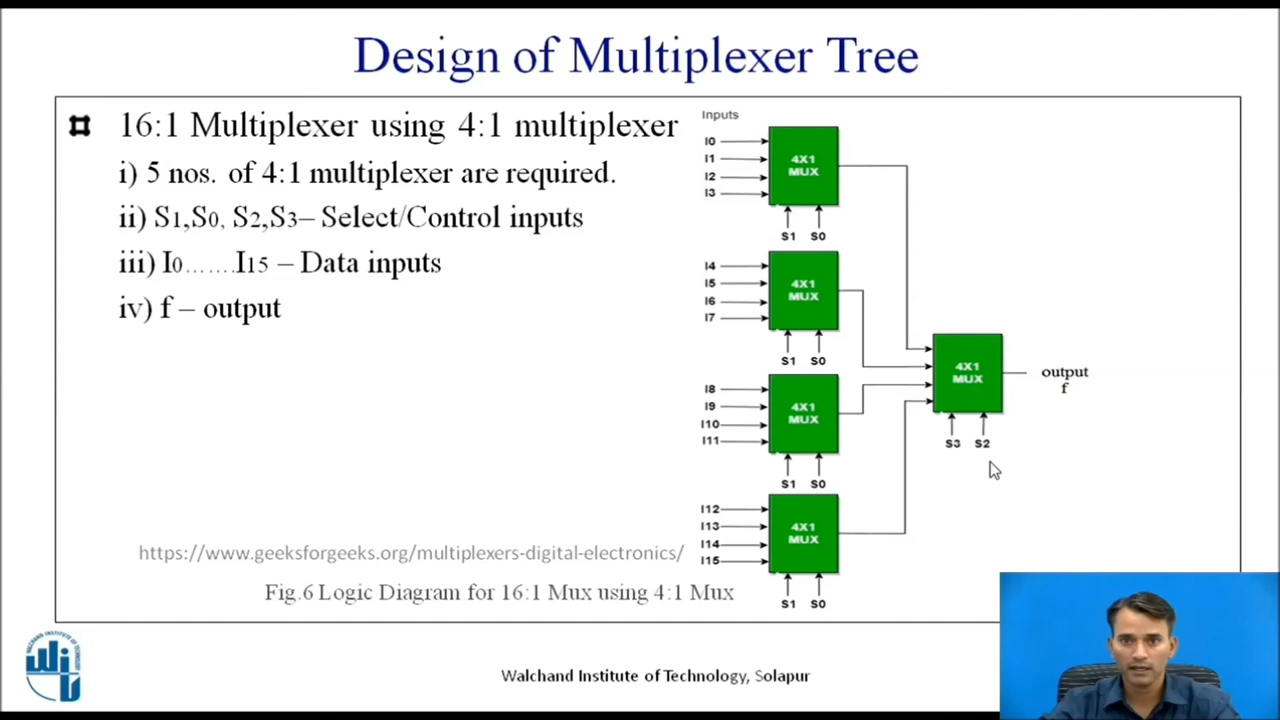 Design of Multiplexer Tree
16:1 Multiplexer using 4:1 multiplexer
i) 5 nos. of 4:1 multiplexer are required.
ii) S1,S0, S2,S3– Select/Control inputs
iii) I0.......I15 – Data inputs
iv) f – output
Inputs
I0
I1
I2
I3
4X1
MUX
S1 S0
I4
I5
I6
I7
4X1
MUX
S1 S0
I8
I9
I10
I11
4X1
MUX
S1 S0
I12
I13
I14
I15
4X1
MUX
S1 S0
4X1
MUX
S3 S2
output
f
https://www.geeksforgeeks.org/multiplexers-digital-electronics/
Fig.6 Logic Diagram for 16:1 Mux using 4:1 Mux
WALCHAND INSTITUTE OF TECHNOLOGY
WIT
Walchand Institute of Technology, Solapur